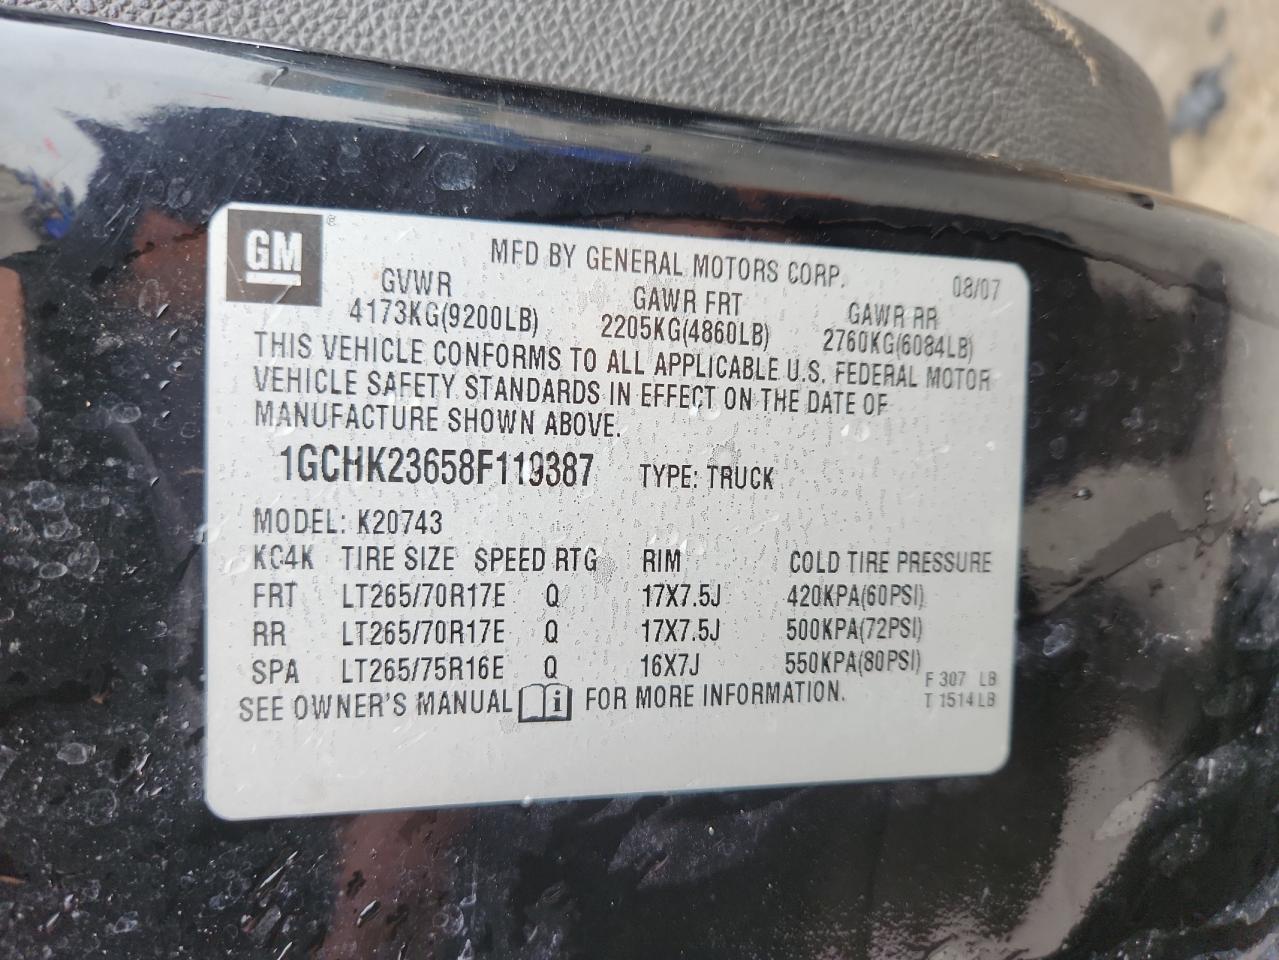 GM ®
MFD BY GENERAL MOTORS CORP. 08/07
GVWR GAWR FRT GAWR RR
4173KG(9200LB) 2205KG(4860LB) 2760KG(6084LB)
THIS VEHICLE CONFORMS TO ALL APPLICABLE U.S. FEDERAL MOTOR
VEHICLE SAFETY STANDARDS IN EFFECT ON THE DATE OF
MANUFACTURE SHOWN ABOVE.
1GCHK23658F119387 TYPE: TRUCK
MODEL: K20743
KC4K TIRE SIZE SPEED RTG RIM COLD TIRE PRESSURE
FRT LT265/70R17E Q 17X7.5J 420KPA(60PSI)
RR LT265/70R17E Q 17X7.5J 500KPA(72PSI)
SPA LT265/75R16E Q 16X7J 550KPA(80PSI)
SEE OWNER'S MANUAL i FOR MORE INFORMATION.
F 307 LB
T 1514 LB